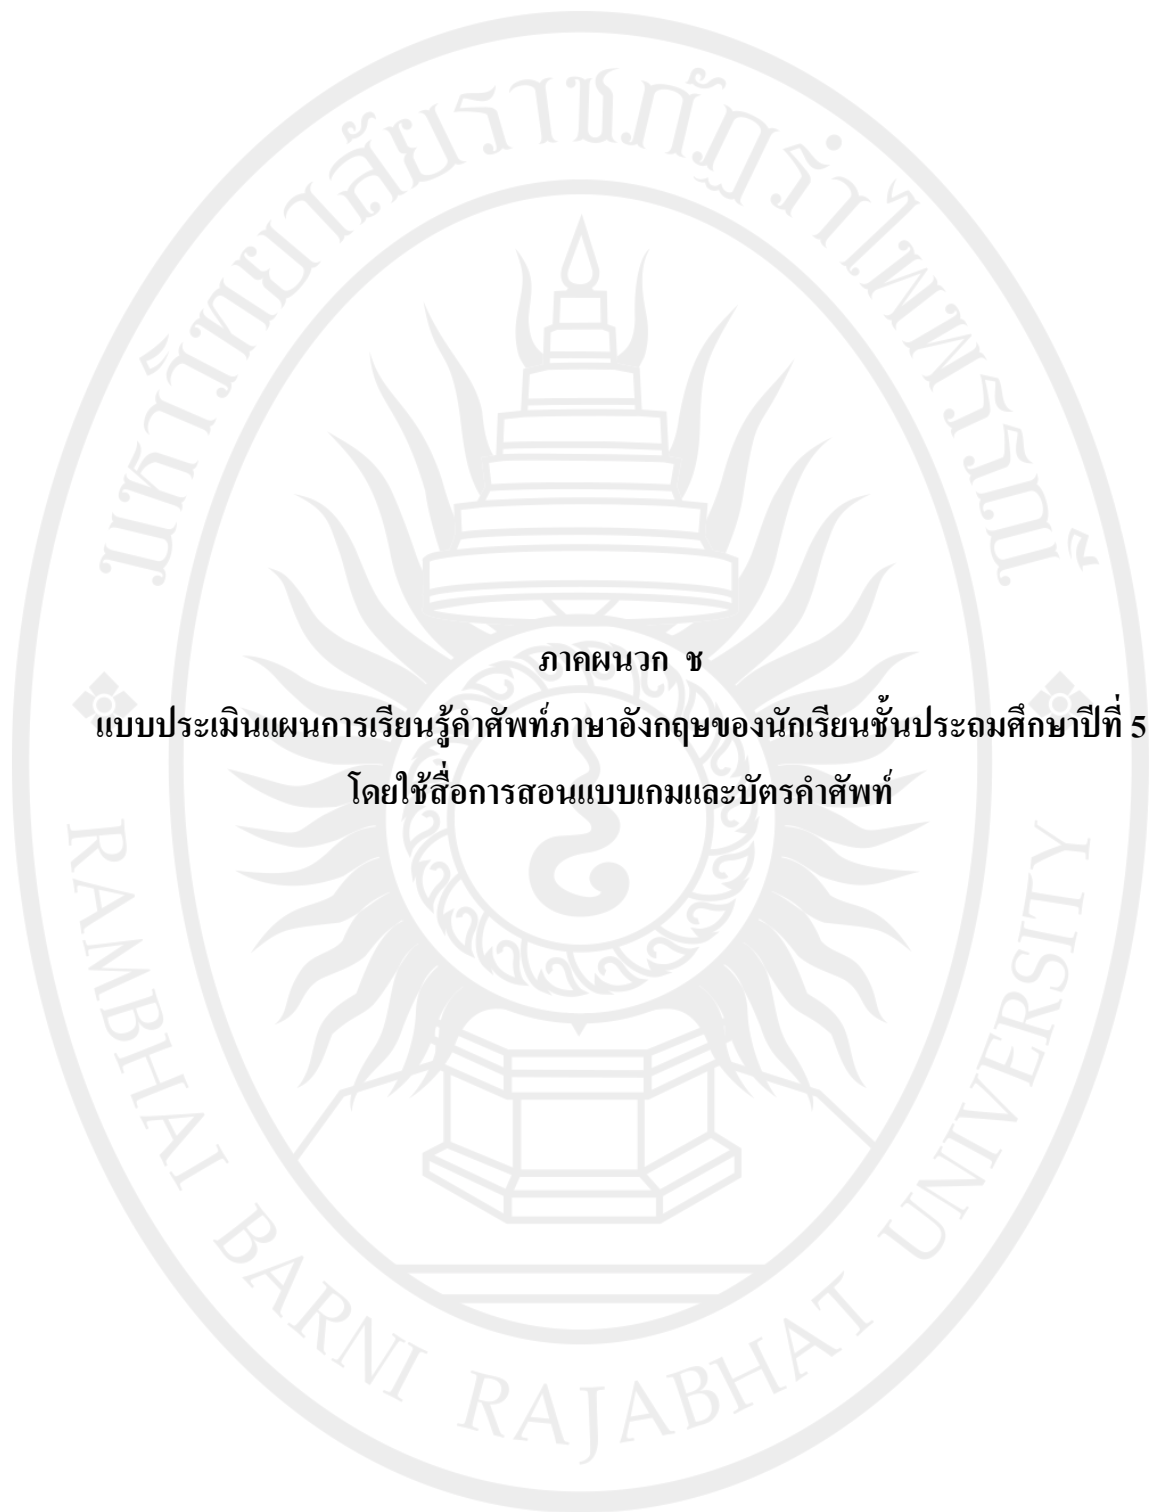 มหาวิทยาลัยราชภัฏรำไพพรรณี
ภาคผนวก ช
แบบประเมินแผนการเรียนรู้คำศัพท์ภาษาอังกฤษของนักเรียนชั้นประถมศึกษาปีที่ 5
โดยใช้สื่อการสอนแบบเกมและบัตรคำศัพท์
RAMBHAI BARNI RAJABHAT UNIVERSITY